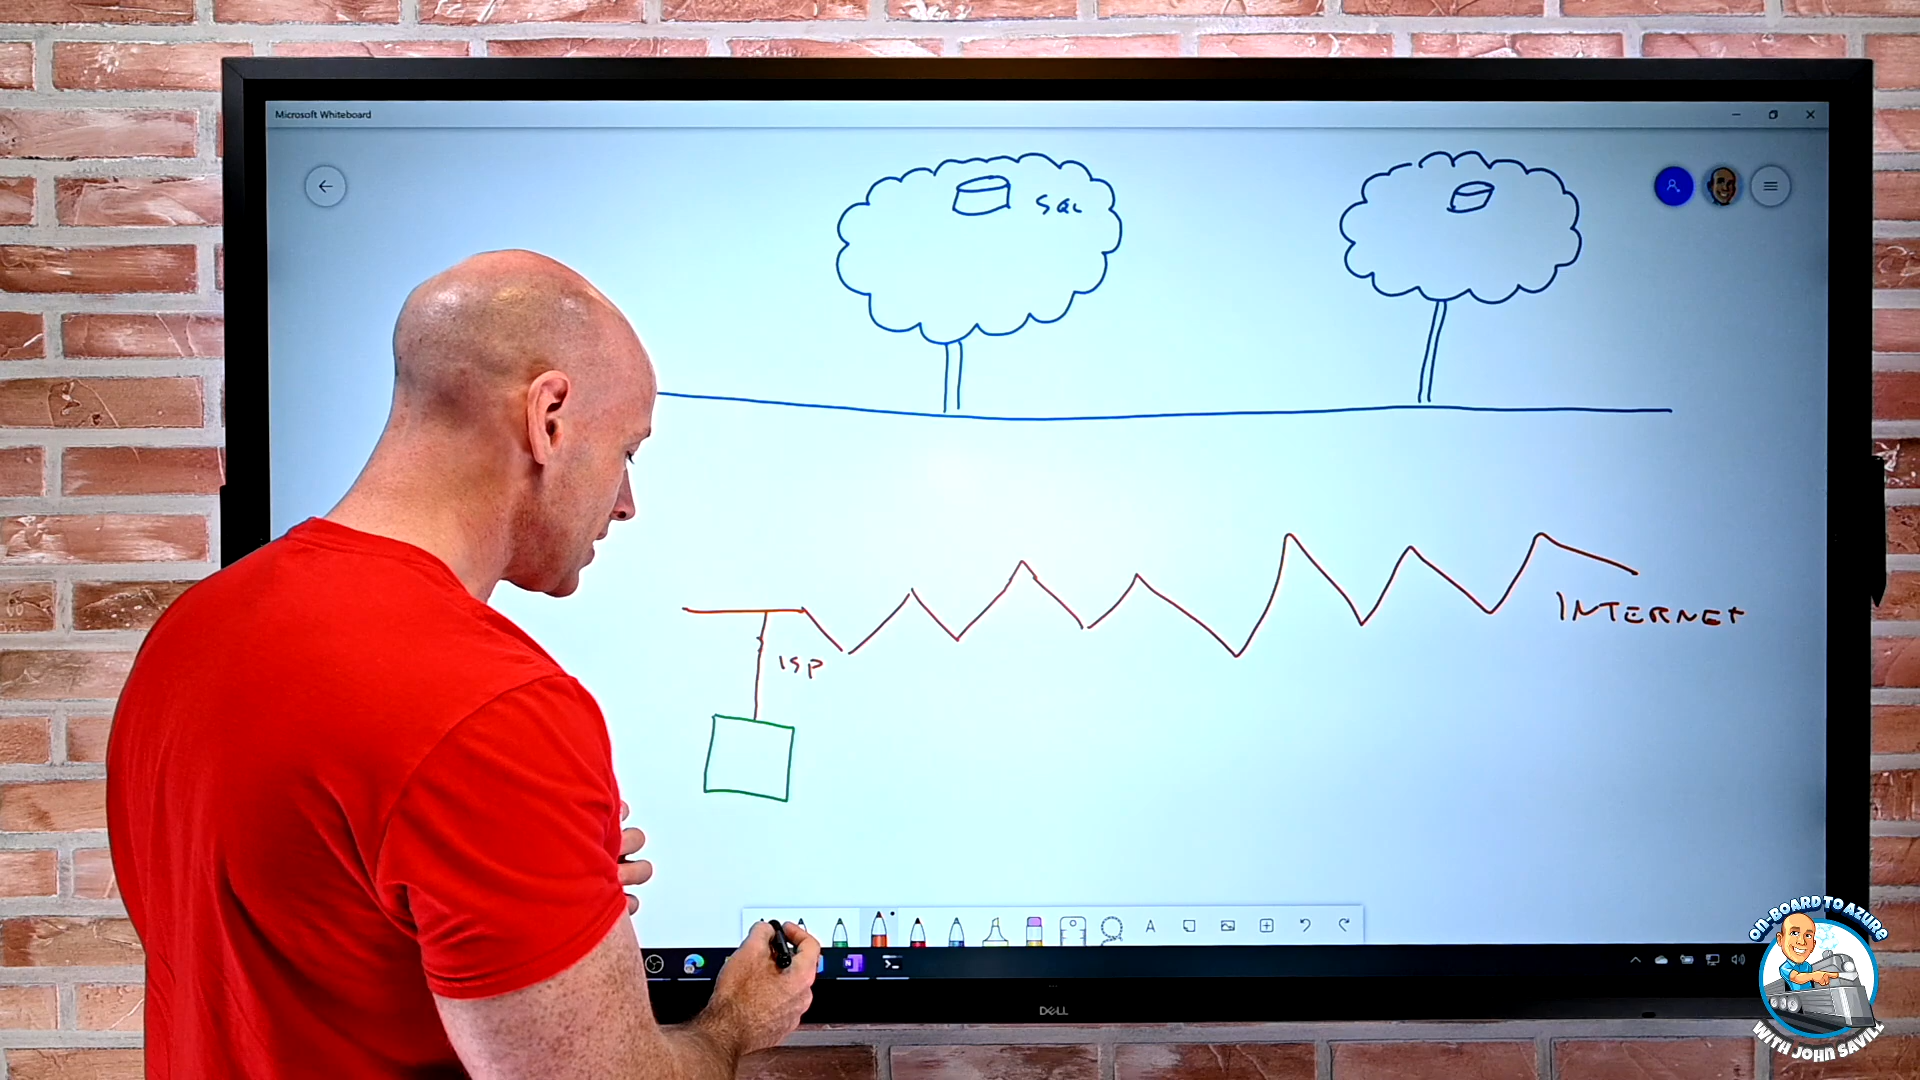 Microsoft Whiteboard
SQL
INTERNET
ISP
A
N
DELL
ON-BOARD TO AZURE
WITH JOHN SAVILL